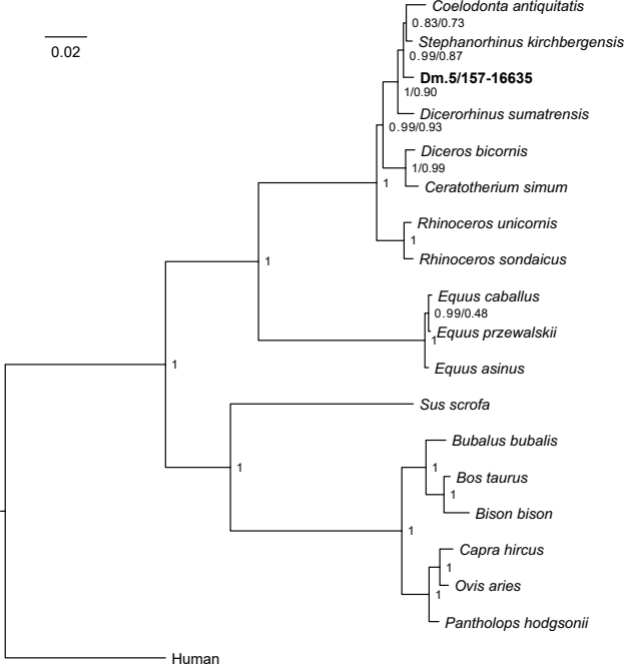 Coelodonta antiquitatis
0.83/0.73
0.02
Stephanorhinus kirchbergensis
0.99/0.87
Dm.5/157-16635
1/0.90
Dicerorhinus sumatrensis
0.99/0.93
Diceros bicornis
1/0.99
Ceratotherium simum
1
Rhinoceros unicornis
1
Rhinoceros sondaicus
1
Equus caballus
0.99/0.48
Equus przewalskii
1
Equus asinus
1
Sus scrofa
Bubalus bubalis
1
1
Bos taurus
1
Bison bison
1
Capra hircus
1
Ovis aries
1
Pantholops hodgsonii
Human